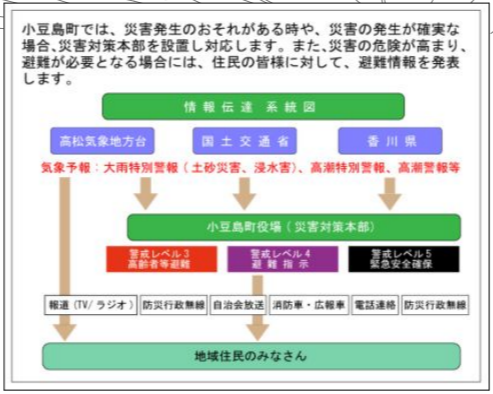 小豆島町では、災害発生のおそれがある時や、災害の発生が確実な
場合、災害対策本部を設置し対応します。また、災害の危険が高まり、
避難が必要となる場合には、住民の皆様に対して、避難情報を発表
します。
情報伝達 系統図
高松気象地方台 国土交通省 香川県
気象予報：大雨特別警報（土砂災害、浸水害）、高潮特別警報、高潮警報等
小豆島町役場（災害対策本部）
警戒レベル3 警戒レベル4 警戒レベル5
高齢者等避難 避難指示 緊急安全確保
報道（TV/ラジオ） 防災行政無線 自治会放送 消防車・広報車 電話連絡 防災行政無線
地域住民のみなさん